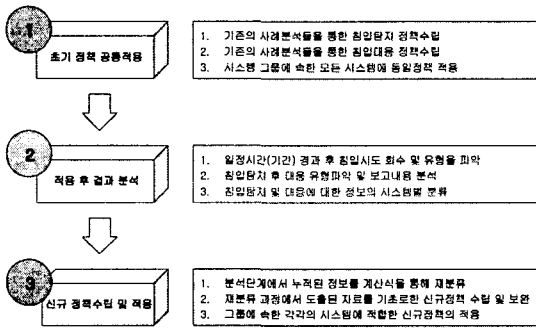 1
초기 정책 공통적용
1. 기존의 사례분석들을 통한 침입탐지 정책수립
2. 기존의 사례분석들을 통한 침입대응 정책수립
3. 시스템 그룹에 속한 모든 시스템에 동일정책 적용
2
적용 후 결과 분석
1. 일정시간(기간) 경과 후 침입시도 회수 및 유형을 파악
2. 침입탐지 후 대응 유형파악 및 보고내용 분석
3. 침입탐지 및 대응에 대한 정보의 시스템별 분류
3
신규 정책수립 및 적용
1. 분석단계에서 누적된 정보를 계산식을 통해 재분류
2. 재분류 과정에서 도출된 자료를 기초로한 신규정책 수립 및 보완
3. 그룹에 속한 각각의 시스템에 적합한 신규정책의 적용